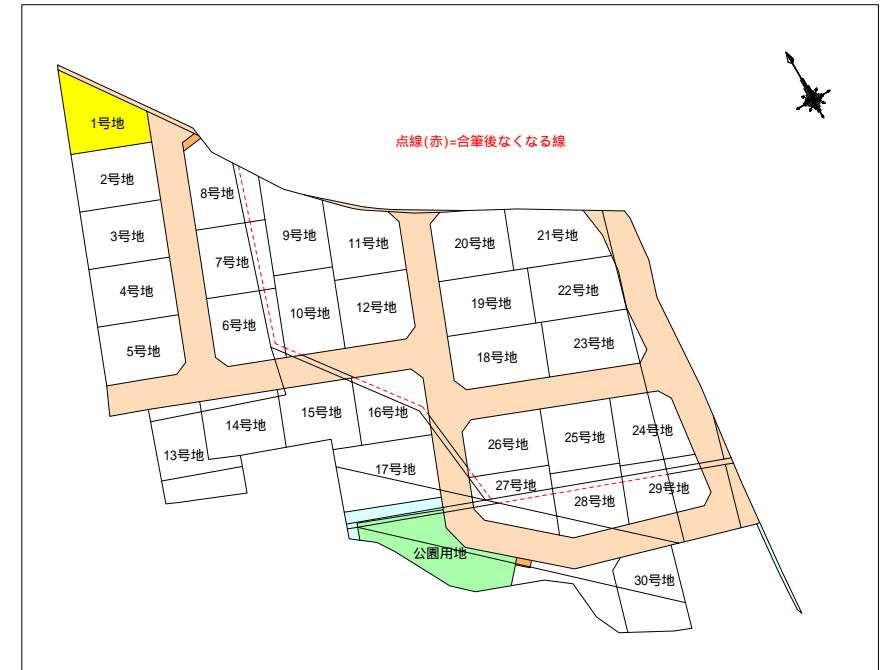 点線(赤)=合筆後なくなる線
1号地
2号地
3号地
4号地
5号地
8号地
7号地
6号地
9号地
10号地
11号地
12号地
20号地
21号地
19号地
22号地
18号地
23号地
13号地
14号地
15号地
16号地
17号地
26号地
25号地
24号地
27号地
28号地
29号地
公園用地
30号地